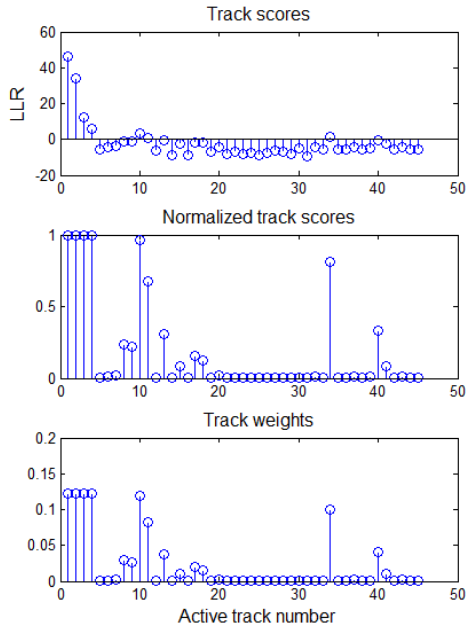 Track scores
60
40
20
0
-20
LLR
0 10 20 30 40 50
Normalized track scores
1
0.5
0
0 10 20 30 40 50
Track weights
0.2
0.15
0.1
0.05
0
0 10 20 30 40 50
Active track number